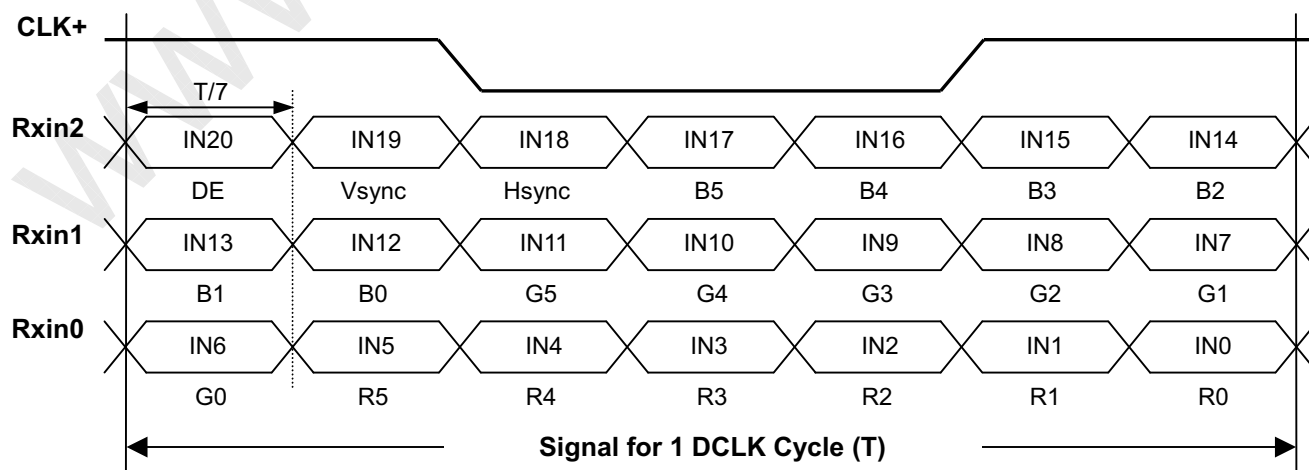 CLK+
T/7
Rxin2 IN20 IN19 IN18 IN17 IN16 IN15 IN14
DE Vsync Hsync B5 B4 B3 B2
Rxin1 IN13 IN12 IN11 IN10 IN9 IN8 IN7
B1 B0 G5 G4 G3 G2 G1
Rxin0 IN6 IN5 IN4 IN3 IN2 IN1 IN0
G0 R5 R4 R3 R2 R1 R0
Signal for 1 DCLK Cycle (T)